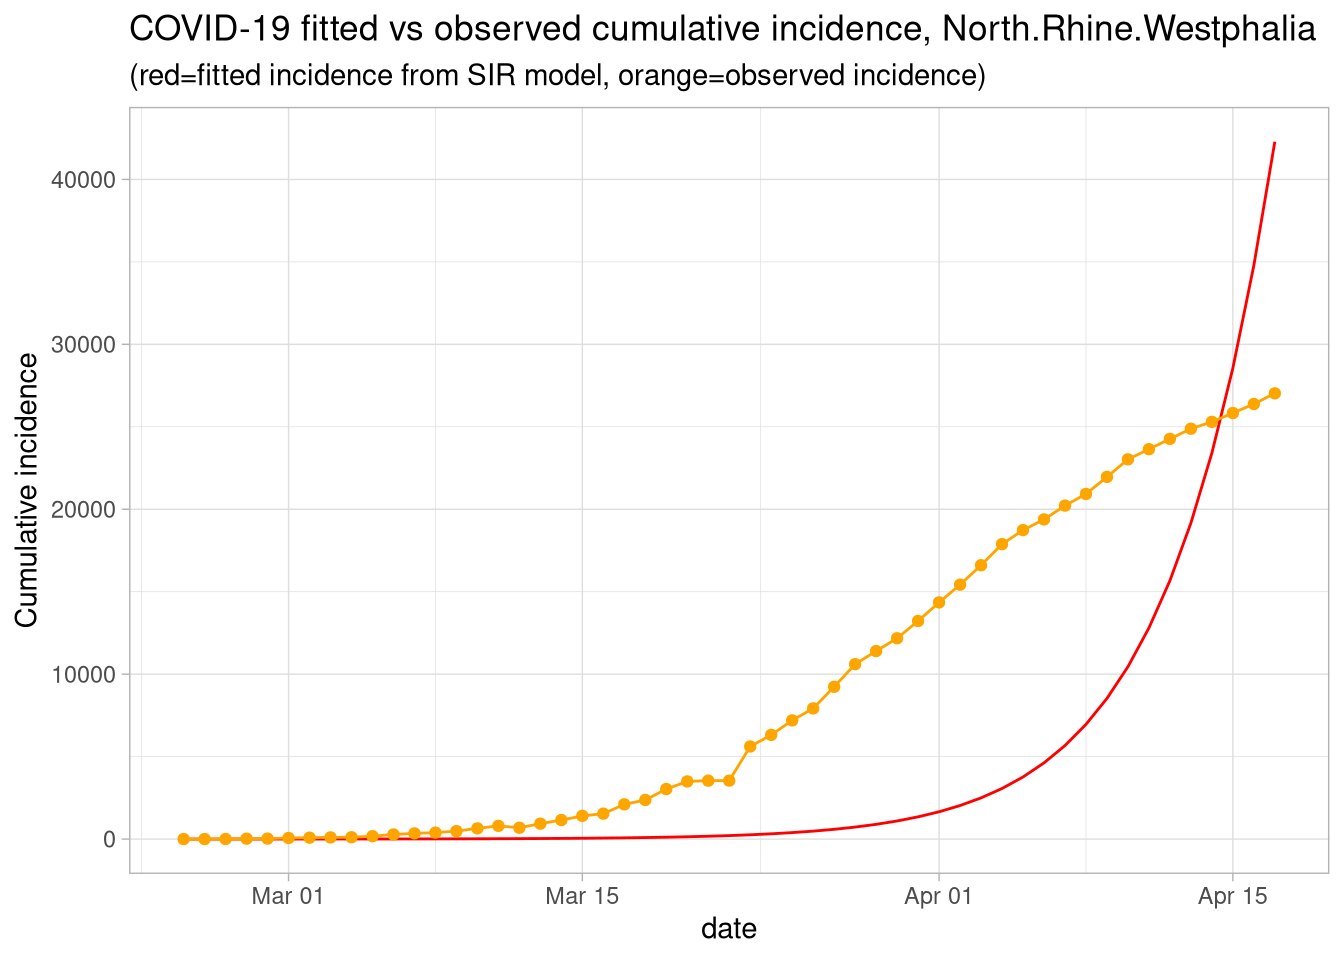 COVID-19 fitted vs observed cumulative incidence, North.Rhine.Westphalia
(red=fitted incidence from SIR model, orange=observed incidence)
Cumulative incidence
40000
30000
20000
10000
0
Mar 01 Mar 15 Apr 01 Apr 15
date